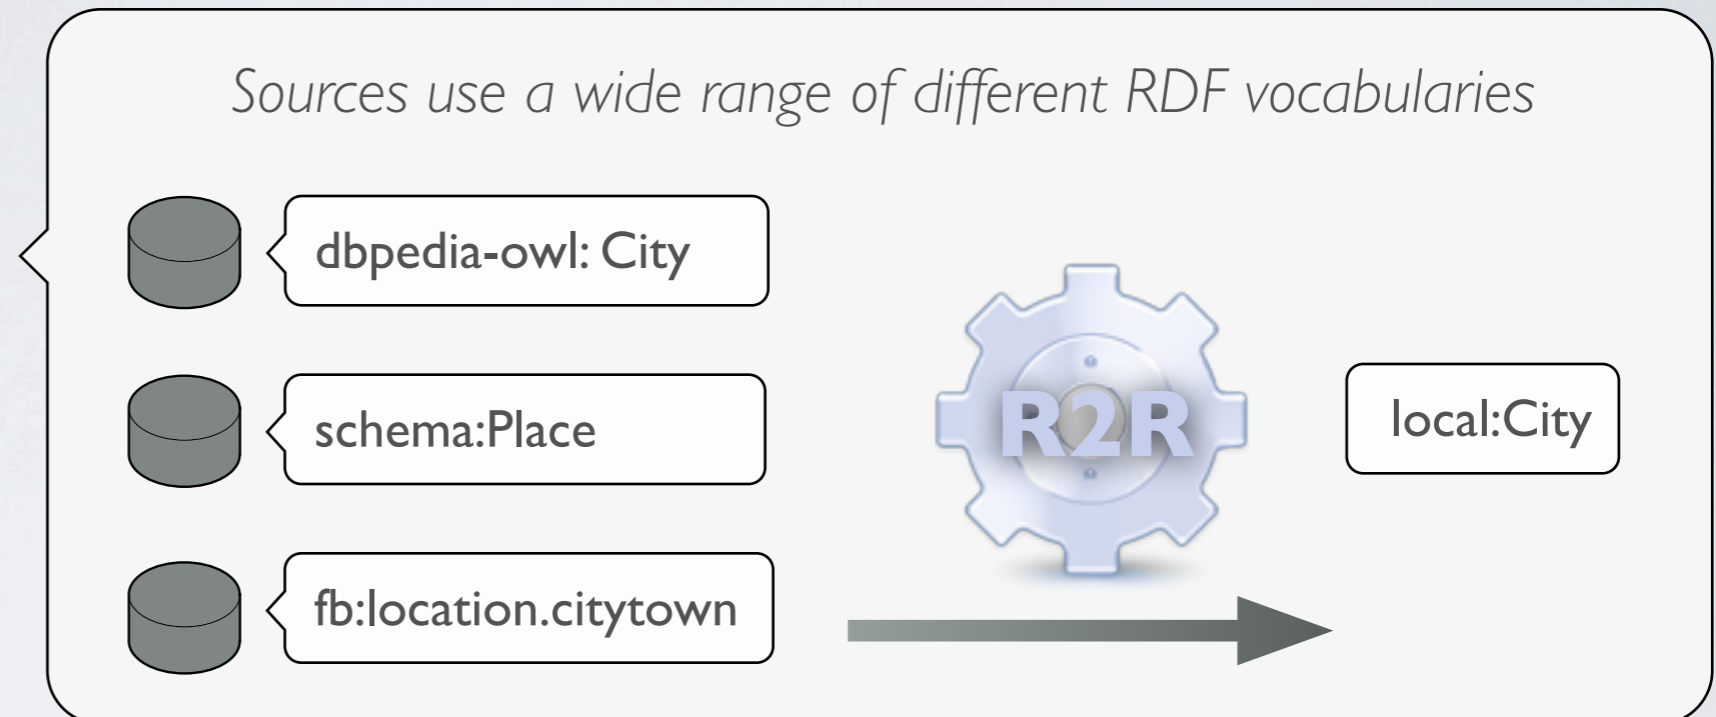 Sources use a wide range of different RDF vocabularies
dbpedia-owl: City
schema:Place
fb:location.citytown
R2R
local:City